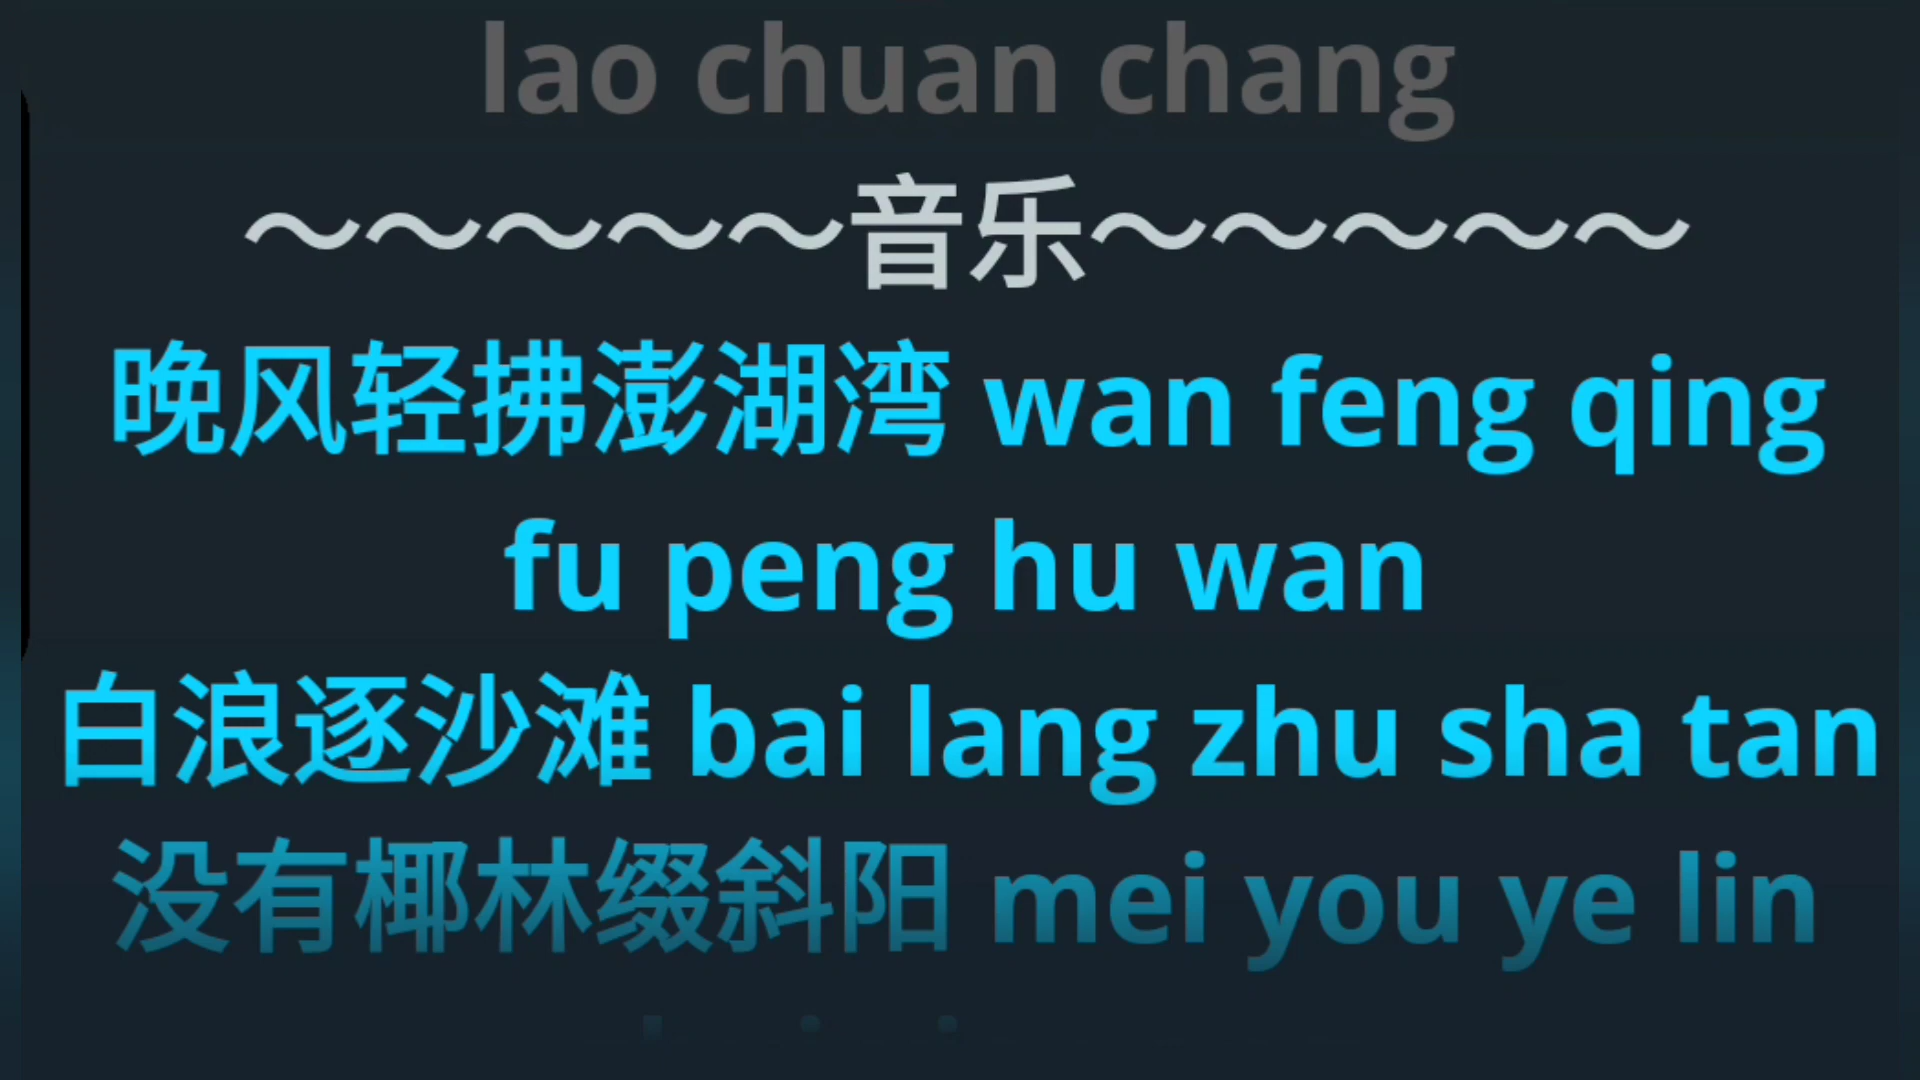 lao chuan chang
～～～～～音乐～～～～～
晚风轻拂澎湖湾 wan feng qing
fu peng hu wan
白浪逐沙滩 bai lang zhu sha tan
没有椰林缀斜阳 mei you ye lin